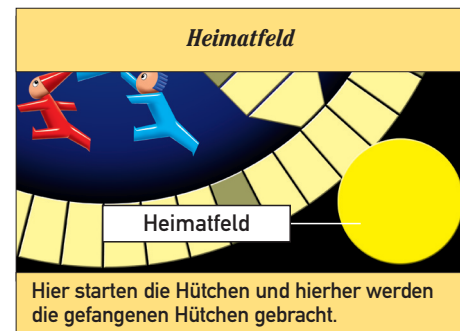 Heimatfeld
Heimatfeld
Hier starten die Hütchen und hierher werden
die gefangenen Hütchen gebracht.